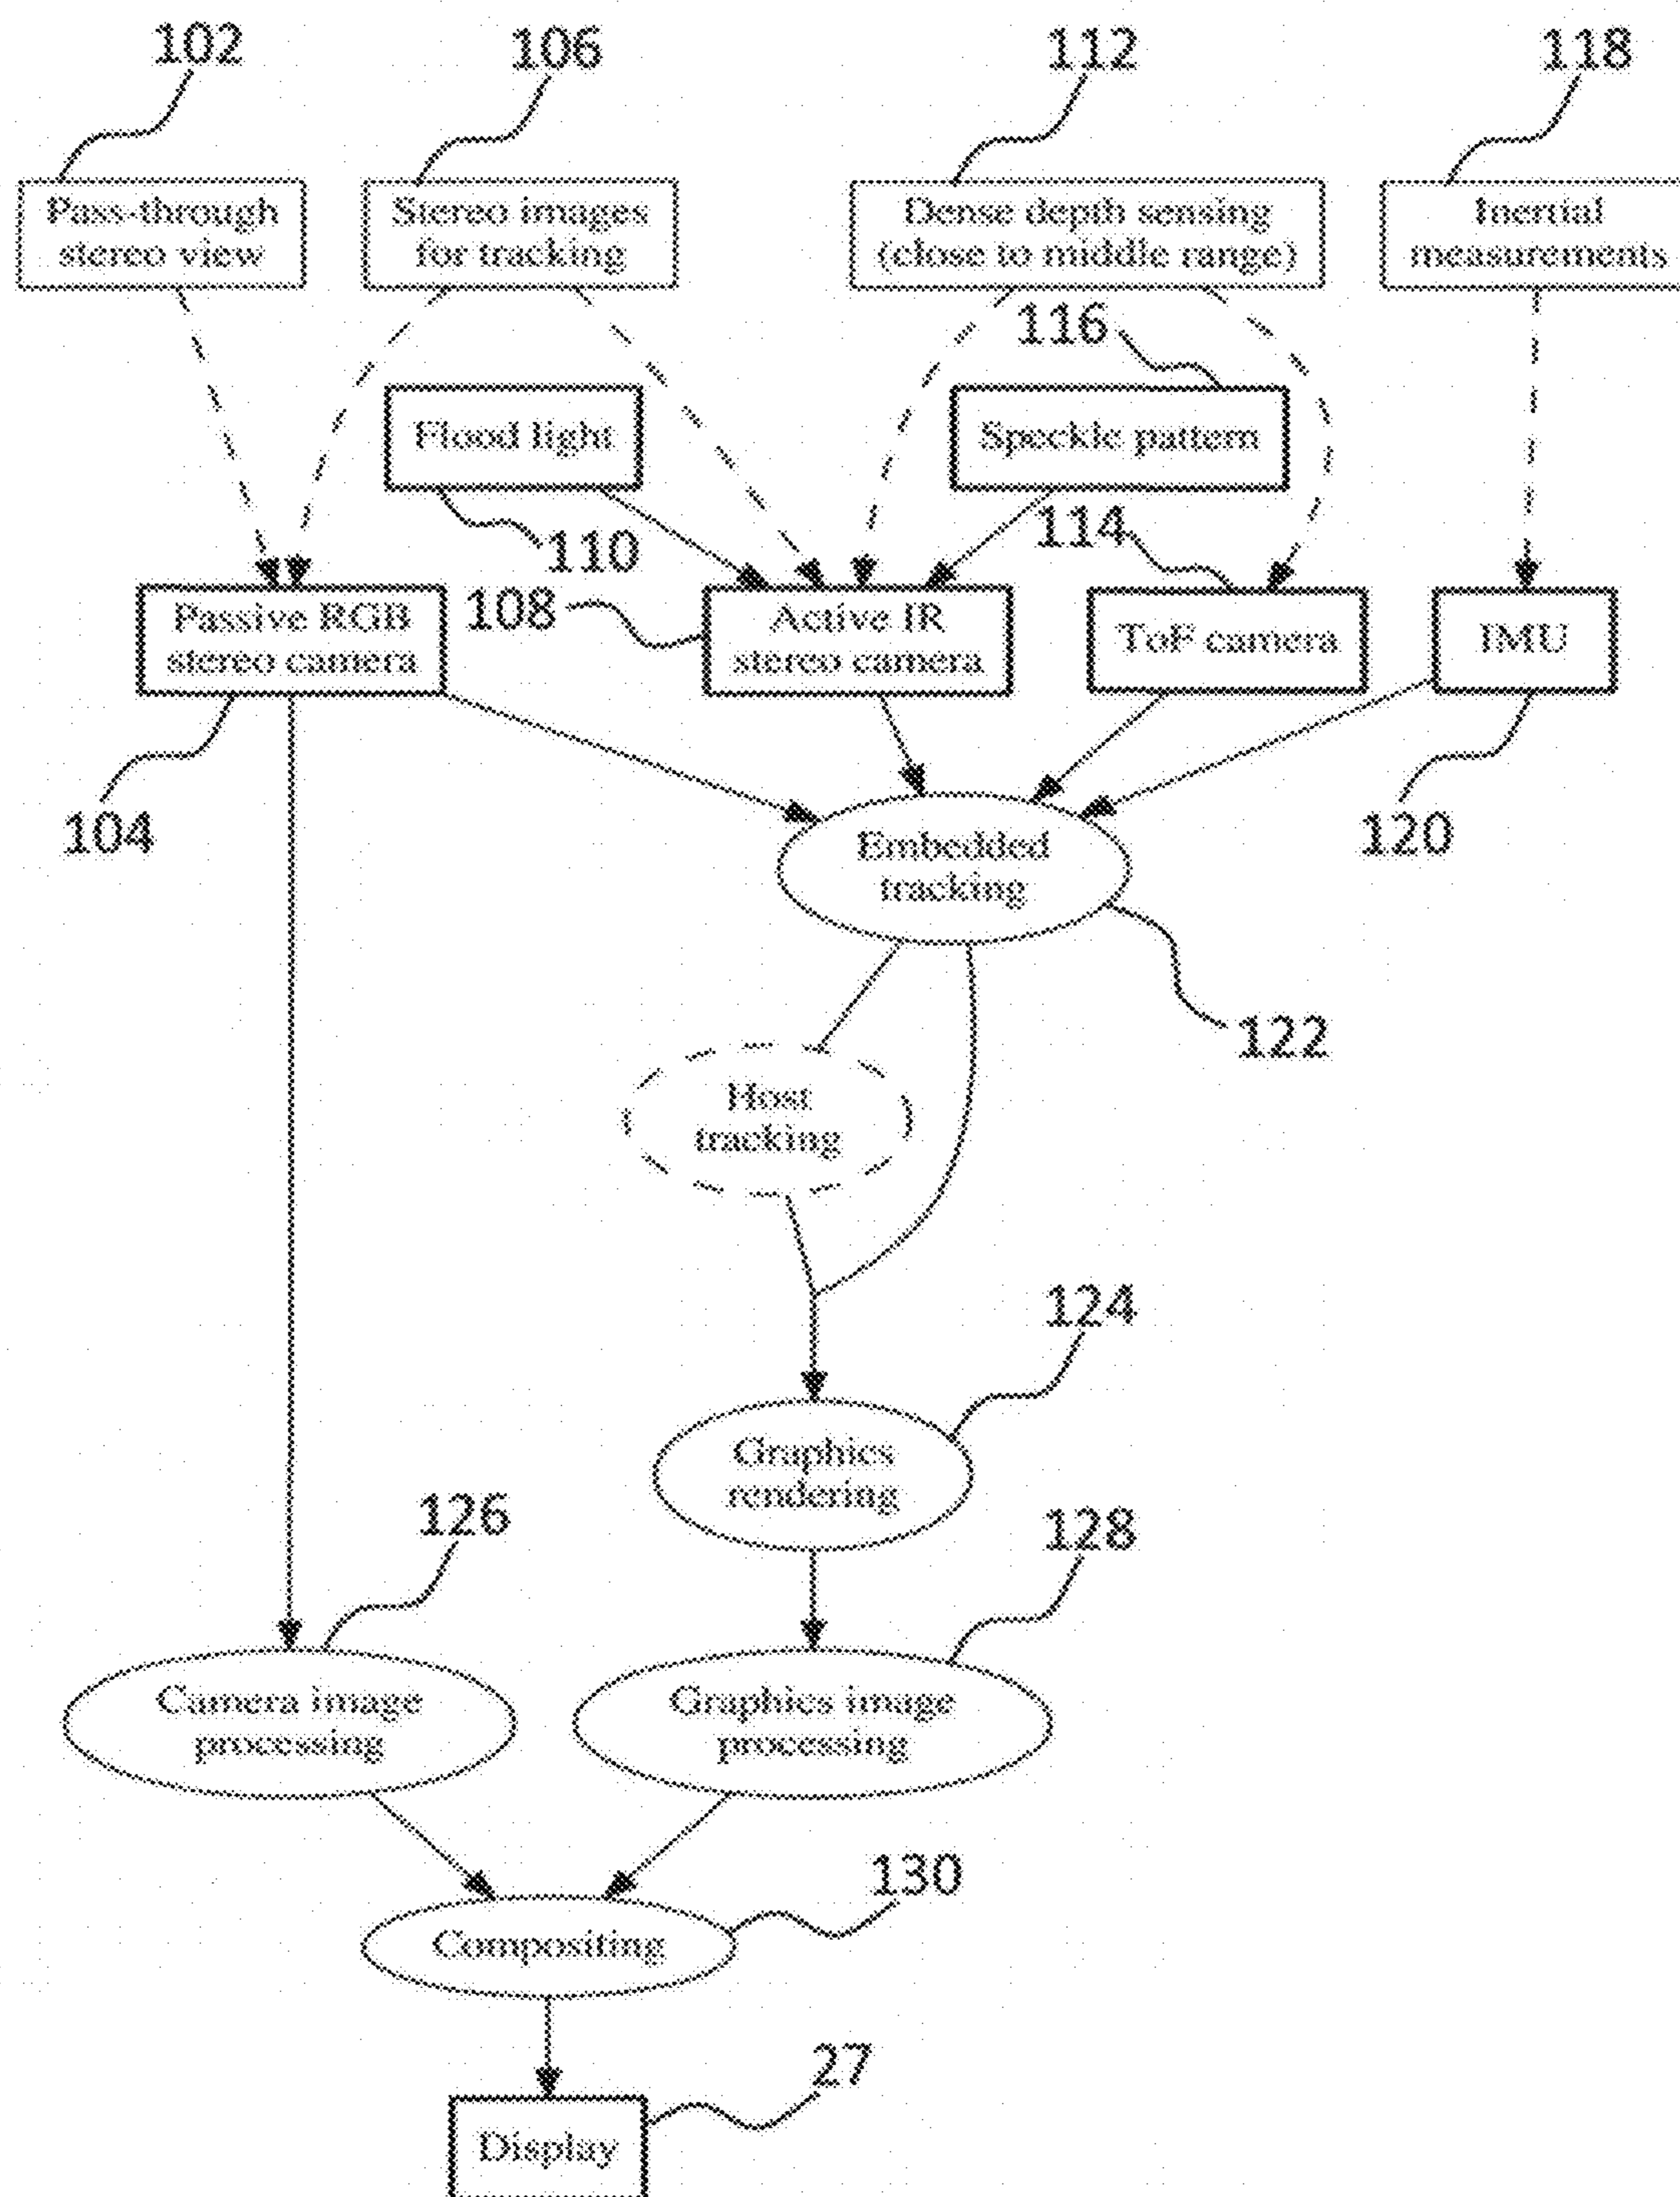 102
106
112
118
Pass-through
stereo view
Stereo images
for tracking
Dense depth sensing
(close to middle range)
Inertial
measurements
116
Flood light
Speckle pattern
110
114
108
Passive RGB
stereo camera
Active IR
stereo camera
ToF camera
IMU
104
120
Embedded
tracking
122
Host
tracking
124
Graphics
rendering
126
128
Camera image
processing
Graphics image
processing
130
Compositing
27
Display